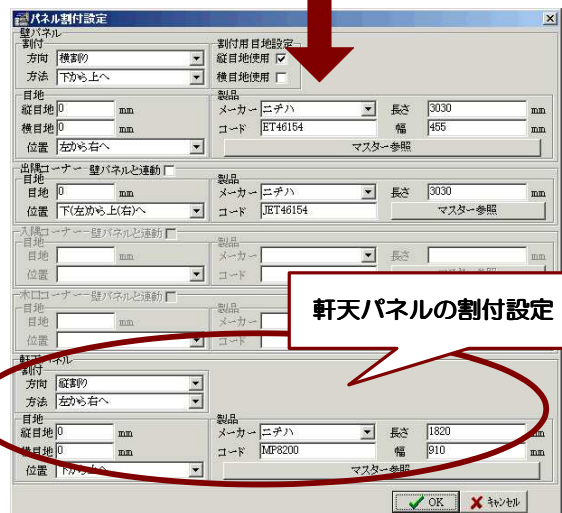 パネル割付設定
壁パネル
割付
方向 横割り
方法 下から上へ
割付用目地設定
縦目地使用
横目地使用
目地
縦目地 0 mm
横目地 0 mm
位置 左から右へ
製品
メーカー ニチハ 長さ 3030 mm
コード ET46154 幅 455 mm
マスター参照
出隅コーナー 壁パネルと連動
目地
目地 0 mm
位置 下(左)から上(右)へ
製品
メーカー ニチハ 長さ 3030 mm
コード JET46154 マスター参照
入隅コーナー 壁パネルと連動
目地
目地 mm
位置
製品
メーカー 長さ mm
コード
木口コーナー 壁パネルと連動
目地
目地 mm
位置
製品
メーカー
コード
軒天パネルの割付設定
軒天パネル
割付
方向 縦割り
方法 左から右へ
目地
縦目地 0 mm
横目地 0 mm
位置 下から上へ
製品
メーカー ニチハ 長さ 1820 mm
コード MP8200 幅 910 mm
マスター参照
OK キャンセル